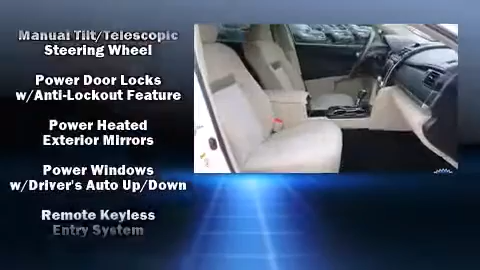 Manual Tilt/Telescopic
Steering Wheel
Power Door Locks
w/Anti-Lockout Feature
Power Heated
Exterior Mirrors
Power Windows
w/Driver's Auto Up/Down
Remote Keyless
Entry System